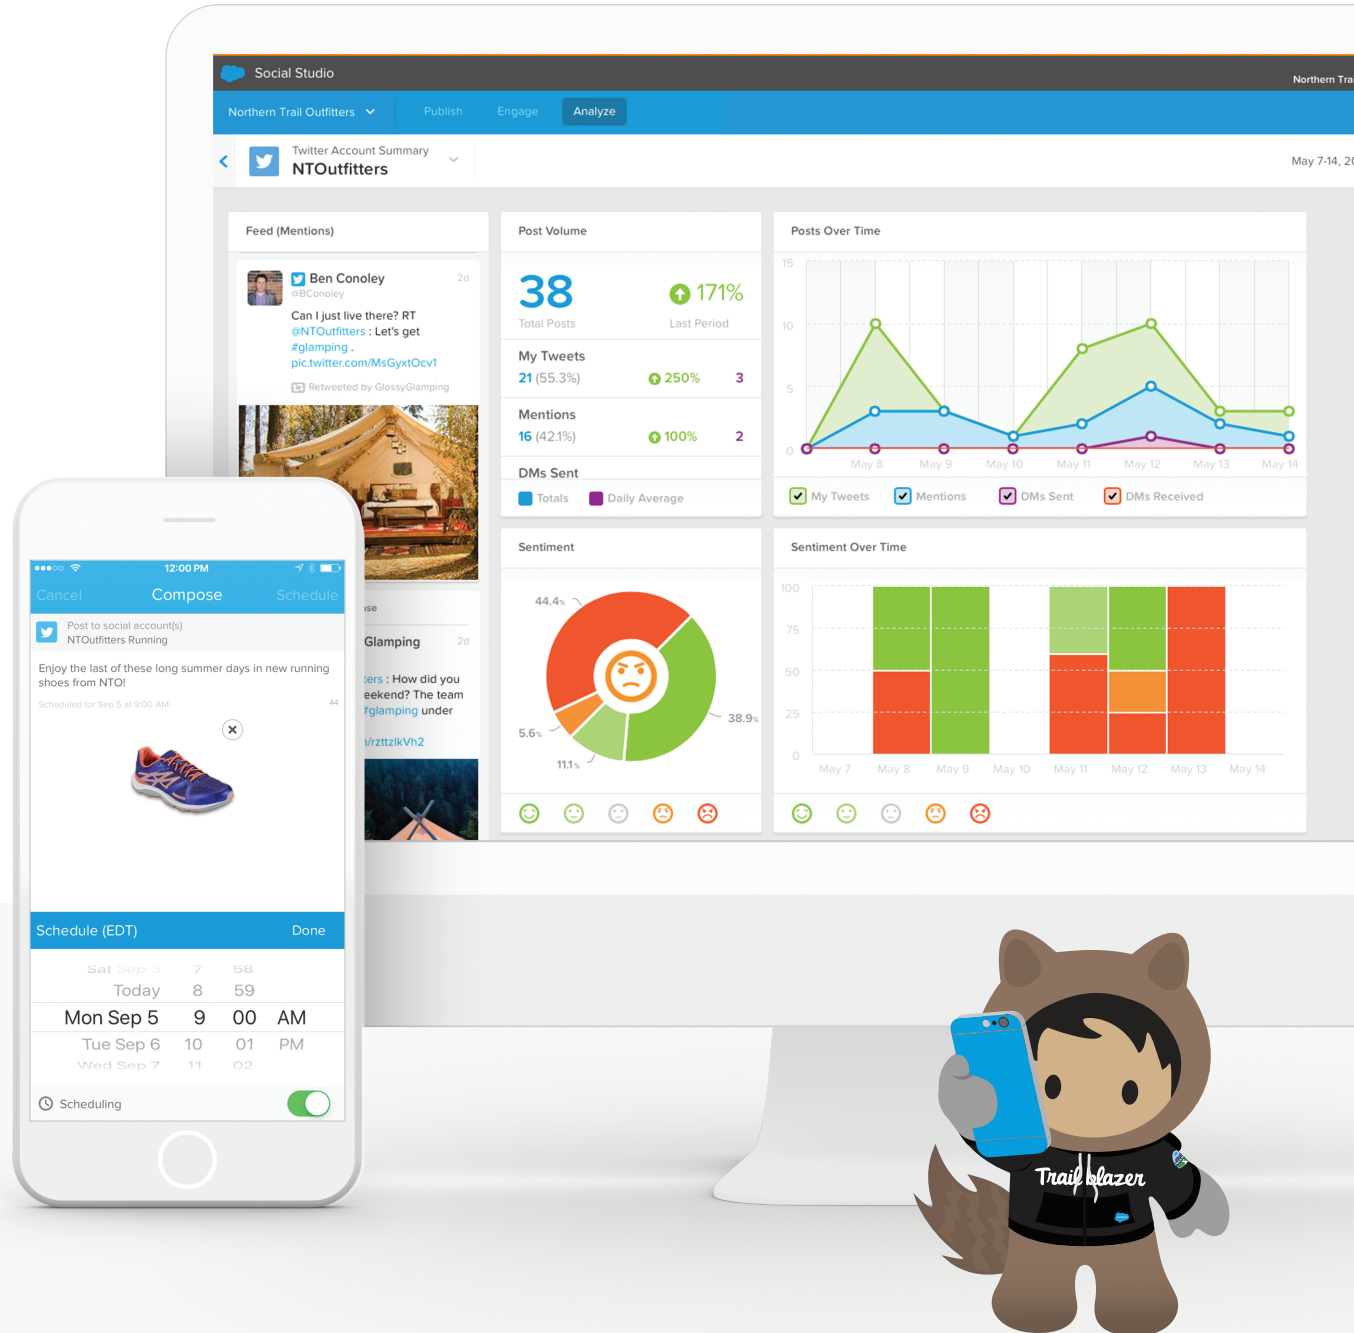 Social Studio
Northern Trai
Northern Trail Outfitters
Publish
Engage
Analyze
Twitter Account Summary
NTOutfitters
May 7-14, 20
Feed (Mentions)
Ben Conoley
2d
@BConoley
Can I just live there? RT
@NTOutfitters : Let's get
#glamping .
pic.twitter.com/MsGyxtOcv1
Retweeted by GlossyGlamping
Glamping
2d
ers : How did you
eekend? The team
#glamping under
/rzttzlkVh2
Post Volume
38
171%
Total Posts
Last Period
My Tweets
21 (55.3%)
250%
3
Mentions
16 (42.1%)
100%
2
DMs Sent
Totals
Daily Average
Posts Over Time
15
10
5
0
May 8
May 9
May 10
May 11
May 12
May 13
May 14
My Tweets
Mentions
DMs Sent
DMs Received
Sentiment
44.4%
38.9%
5.6%
11.1%
Sentiment Over Time
100
75
50
25
0
May 7
May 8
May 9
May 10
May 11
May 12
May 13
May 14
12:00 PM
Cancel
Compose
Schedule
Post to social account(s)
NTOutfitters Running
Enjoy the last of these long summer days in new running
shoes from NTO!
Scheduled for Sep 5 at 9:00 AM
44
Schedule (EDT)
Done
Sat Sep 3 7 58
Today 8 59
Mon Sep 5 9 00 AM
Tue Sep 6 10 01 PM
Wed Sep 7 11 02
Scheduling
Trailblazer